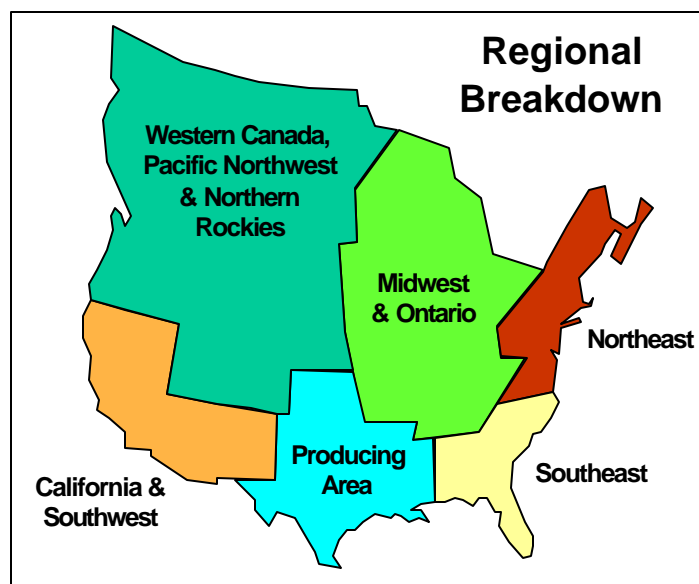 Regional
Breakdown
Western Canada,
Pacific Northwest
& Northern
Rockies
Midwest
& Ontario
Northeast
Producing
Area
Southeast
California &
Southwest